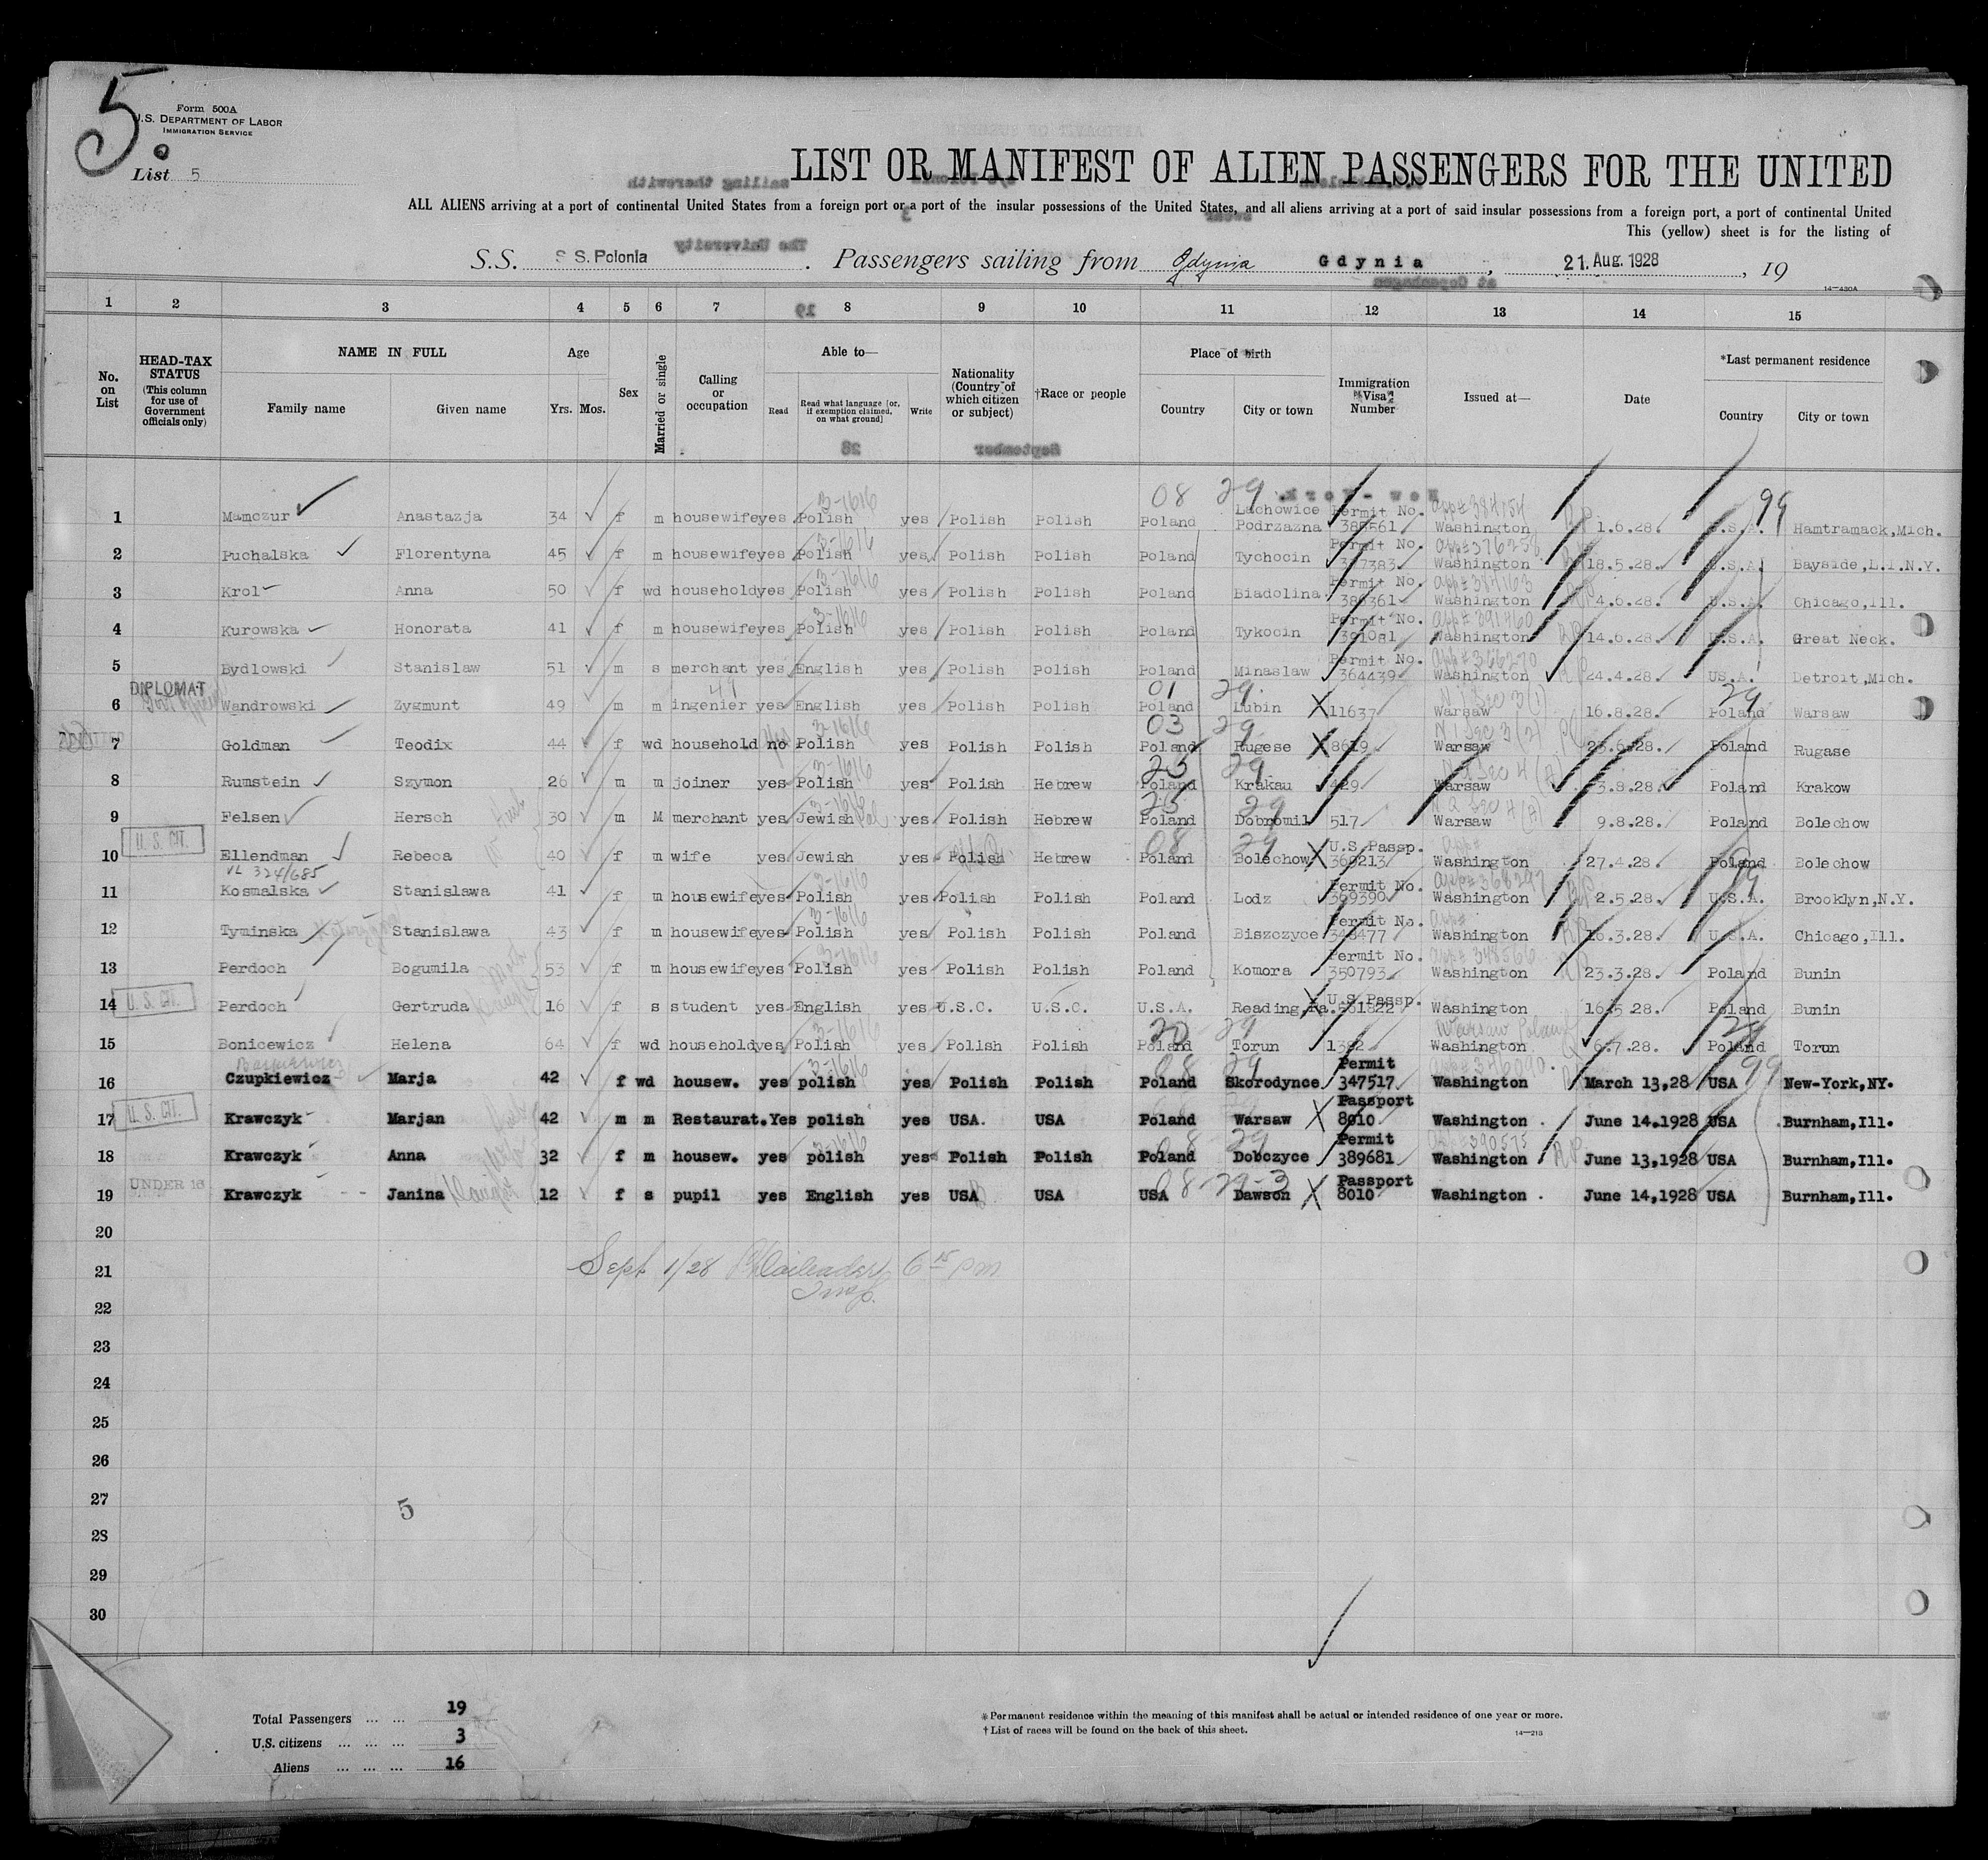 5
Form 500A
U.S. DEPARTMENT OF LABOR
IMMIGRATION SERVICE
List 5
LIST OR MANIFEST OF ALIEN PASSENGERS FOR THE UNITED
ALL ALIENS arriving at a port of continental United States from a foreign port or a port of the insular possessions of the United States, and all aliens arriving at a port of said insular possessions from a foreign port, a port of continental United
This (yellow) sheet is for the listing of
S.S. S S. Polonia. Passengers sailing from Gdynia Gdynia, 21. Aug. 1928, 19
14—430A
1 2 3 4 5 6 7 8 9 10 11 12 13 14 15
No. on List
HEAD-TAX STATUS (This column for use of Government officials only)
NAME IN FULL
Family name Given name
Age
Yrs. Mos.
Sex
Married or single
Calling or occupation
Able to—
Read
Read what language [or, if exemption claimed, on what ground]
Write
Nationality (Country of which citizen or subject)
†Race or people
Place of birth
Country City or town
Immigration Visa Number
Issued at—
Date
*Last permanent residence
Country City or town
1 Mamczur Anastazja 34 f m housewife yes Polish yes Polish Polish Poland Lachowice Podrzazna Permit No. 388561 Washington 1.6.28. U.S.A. Hamtramack,Mich.
2 Puchalska Florentyna 45 f m housewife yes Polish yes Polish Polish Poland Tychocin Permit No. Washington 18.5.28. U.S.A. Bayside,L.I.N.Y.
3 Krol Anna 50 f wd household yes Polish yes Polish Polish Poland Biadolina Permit No. Washington 4.6.28. U.S.A. Chicago,Ill.
4 Kurowska Honorata 41 f m housewife yes Polish yes Polish Polish Poland Tykocin Permit No. Washington 14.6.28. U.S.A. Great Neck.
5 Bydlowski Stanislaw 51 m s merchant yes English yes Polish Polish Poland Minaslaw Permit No. 364439 Washington 24.4.28. US.A. Detroit,Mich.
DIPLOMAT
6 Wandrowski Zygmunt 49 m m ingenier yes English yes Polish Polish Poland Lubin 11637 Warsaw 16.8.28. Poland Warsaw
7 Goldman Teodix 44 f wd household no Polish yes Polish Polish Poland Rugese 8619 Warsaw 23.6.28. Poland Rugase
8 Rumstein Szymon 26 m m joiner yes Polish yes Polish Hebrew Poland Krakau 429 Warsaw 3.8.28. Poland Krakow
9 Felsen Hersch 30 m M merchant yes Jewish yes Polish Hebrew Poland Dobromil 517 Warsaw 9.8.28. Poland Bolechow
U. S. CIT.
10 Ellendman Rebeca 40 f m wife yes Jewish yes Polish Hebrew Poland Bolechow U.S.Passp. 369213 Washington 27.4.28. Poland Bolechow
VL 324/685
11 Kosmalska Stanislawa 41 f m housewife yes Polish yes Polish Polish Poland Lodz Permit No. 369390 Washington 2.5.28. U.S.A. Brooklyn,N.Y.
12 Tyminska Stanislawa 43 f m housewife yes Polish yes Polish Polish Poland Biszczyce Permit No. 348477 Washington 16.3.28. U.S.A. Chicago,Ill.
13 Perdoch Bogumila 53 f m housewife yes Polish yes Polish Polish Poland Komora Permit No. 350793 Washington 23.3.28. Poland Bunin
U. S. CIT.
14 Perdoch Gertruda 16 f s student yes English yes U.S.C. U.S.C. U.S.A. Reading,Pa. U.S.Passp. 561822 Washington 16.5 28. Poland Bunin
15 Bonicewicz Helena 64 f wd household yes Polish yes Polish Polish Poland Torun 1382 Washington 6.7.28. Poland Torun
16 Czupkiewicz Marja 42 f wd housew. yes polish yes Polish Polish Poland Skorodynce Permit 347517 Washington March 13,28 USA New-York,NY.
U. S. CIT.
17 Krawczyk Marjan 42 m m Restaurat. Yes polish yes USA. USA Poland Warsaw Passport 8010 Washington . June 14.1928 USA Burnham,Ill.
18 Krawczyk Anna 32 f m housew. yes polish yes Polish Polish Poland Dobczyce Permit 389681 Washington June 13,1928 USA Burnham,Ill.
UNDER 16
19 Krawczyk Janina 12 f s pupil yes English yes USA USA USA Dawson Passport 8010 Washington . June 14,1928 USA Burnham,Ill.
20
21 Sept 1/28 6 15 pm
Insp.
22
23
24
25
26
27
5
28
29
30
Total Passengers ... ... 19
U.S. citizens ... ... ... 3
Aliens ... ... ... 16
*Permanent residence within the meaning of this manifest shall be actual or intended residence of one year or more.
†List of races will be found on the back of this sheet.
14—213